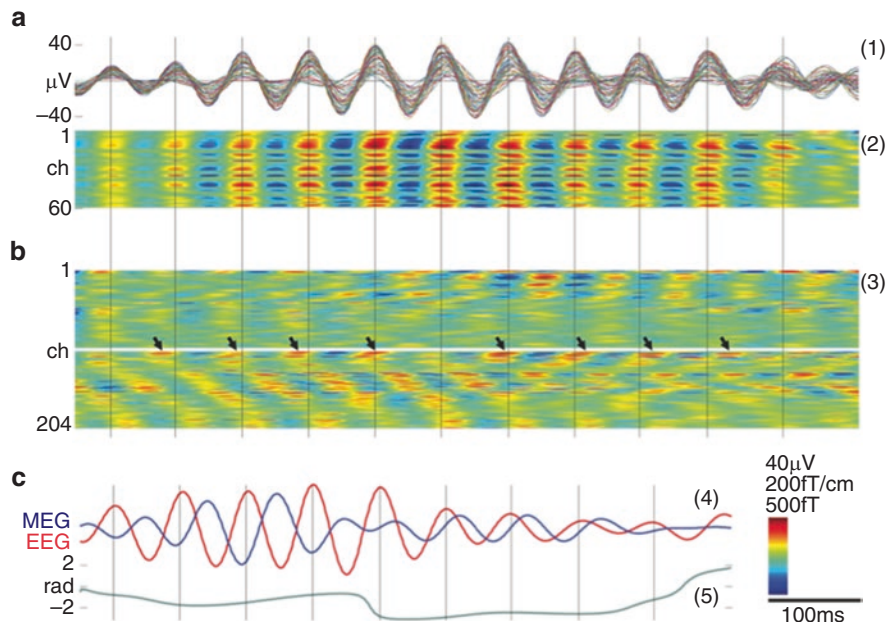 a
40
µV
–40
(1)
1
ch
60
(2)
b
1
ch
204
(3)
c
MEG
EEG
2
rad
–2
(4)
(5)
40µV
200fT/cm
500fT
100ms